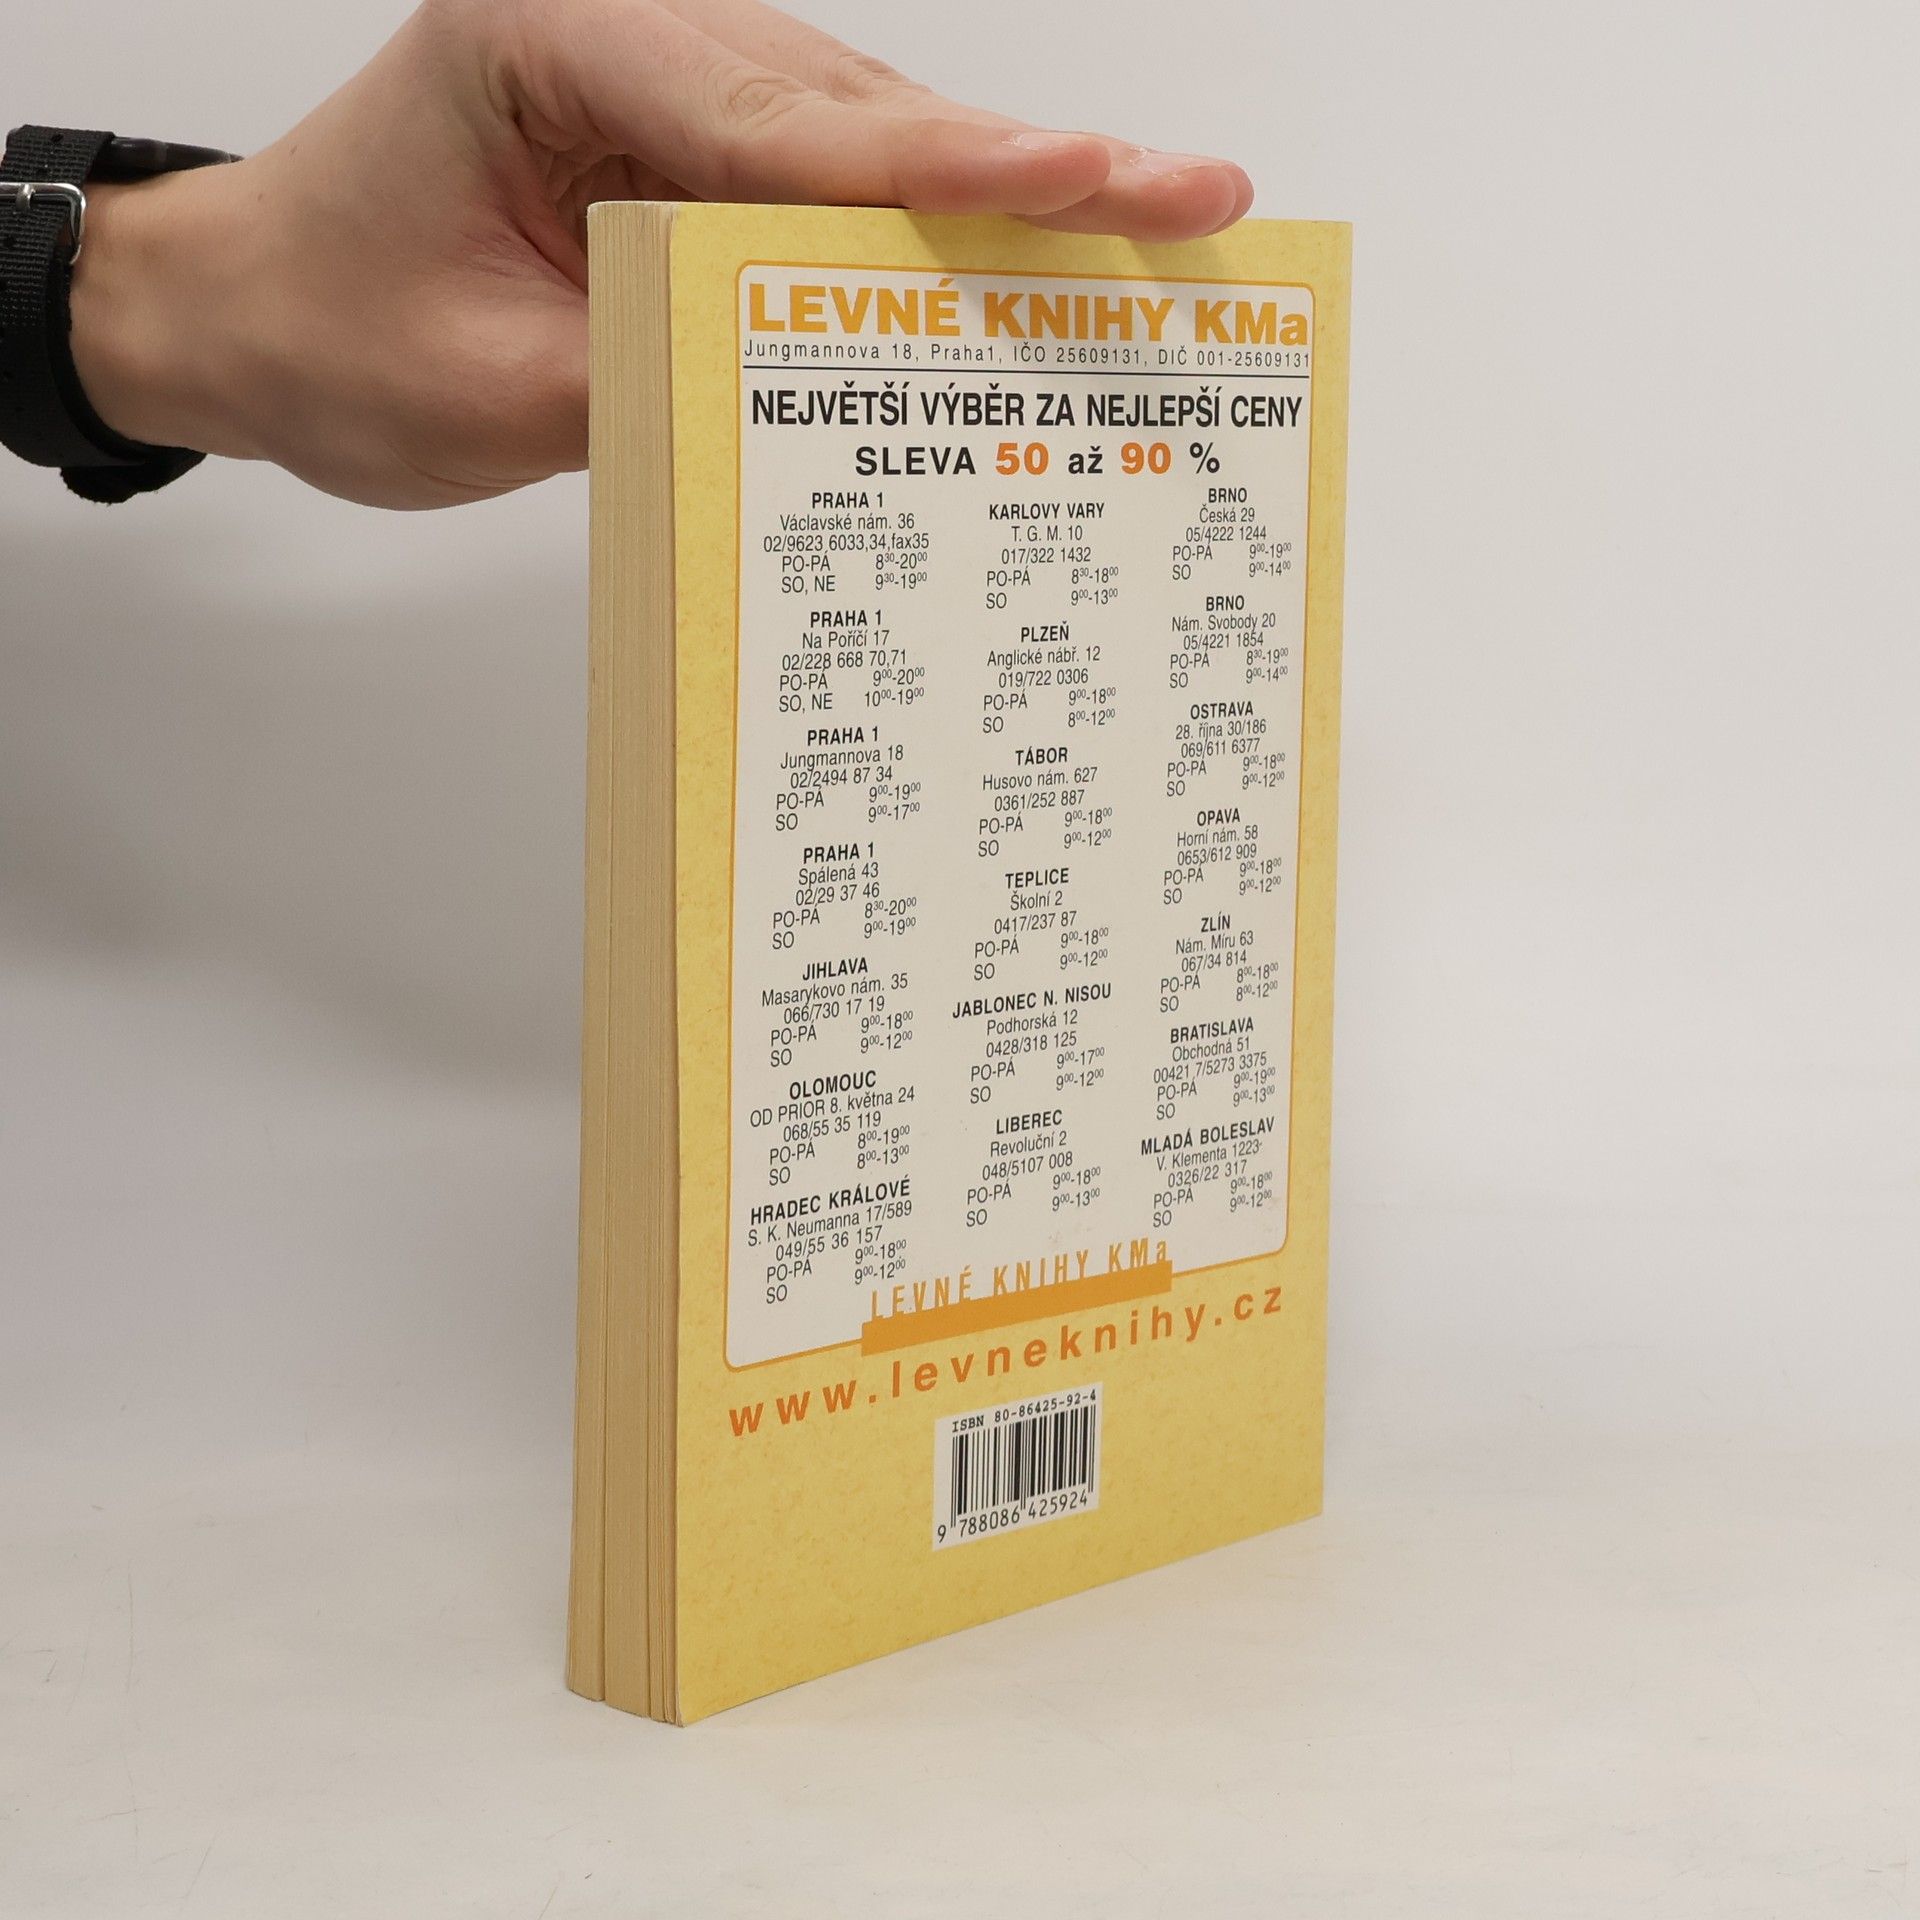 LEVNÉ KNIHY KMa
Jungmannova 18, Praha1, IČO 25609131, DIČ 001-25609131
NEJVĚTŠÍ VÝBĚR ZA NEJLEPŠÍ CENY
SLEVA 50 až 90 %
PRAHA 1
Václavské nám. 36
02/9623 6033,34,fax35
PO-PÁ 8³⁰-20⁰⁰
SO, NE 9³⁰-19⁰⁰
PRAHA 1
Na Poříčí 17
02/228 668 70,71
PO-PÁ 9⁰⁰-20⁰⁰
SO, NE 10⁰⁰-19⁰⁰
PRAHA 1
Jungmannova 18
02/2494 87 34
PO-PÁ 9⁰⁰-19⁰⁰
SO 9⁰⁰-17⁰⁰
PRAHA 1
Spálená 43
02/29 37 46
PO-PÁ 8³⁰-20⁰⁰
SO 9⁰⁰-19⁰⁰
JIHLAVA
Masarykovo nám. 35
066/730 17 19
PO-PÁ 9⁰⁰-18⁰⁰
SO 9⁰⁰-12⁰⁰
OLOMOUC
OD PRIOR 8. května 24
068/55 35 119
PO-PÁ 8⁰⁰-19⁰⁰
SO 8⁰⁰-13⁰⁰
HRADEC KRÁLOVÉ
S. K. Neumanna 17/589
049/55 36 157
PO-PÁ 9⁰⁰-18⁰⁰
SO 9⁰⁰-12⁰⁰
KARLOVY VARY
T. G. M. 10
017/322 1432
PO-PÁ 8³⁰-18⁰⁰
SO 9⁰⁰-13⁰⁰
PLZEŇ
Anglické nábř. 12
019/722 0306
PO-PÁ 9⁰⁰-18⁰⁰
SO 8⁰⁰-12⁰⁰
TÁBOR
Husovo nám. 627
0361/252 887
PO-PÁ 9⁰⁰-18⁰⁰
SO 9⁰⁰-12⁰⁰
TEPLICE
Školní 2
0417/237 87
PO-PÁ 9⁰⁰-18⁰⁰
SO 9⁰⁰-12⁰⁰
JABLONEC N. NISOU
Podhorská 12
0428/318 125
PO-PÁ 9⁰⁰-17⁰⁰
SO 9⁰⁰-12⁰⁰
LIBEREC
Revoluční 2
048/5107 008
PO-PÁ 9⁰⁰-18⁰⁰
SO 9⁰⁰-13⁰⁰
BRNO
Česká 29
05/4222 1244
PO-PÁ 9⁰⁰-19⁰⁰
SO 9⁰⁰-14⁰⁰
BRNO
Nám. Svobody 20
05/4221 1854
PO-PÁ 8³⁰-19⁰⁰
SO 9⁰⁰-14⁰⁰
OSTRAVA
28. října 30/186
069/611 6377
PO-PÁ 9⁰⁰-18⁰⁰
SO 9⁰⁰-12⁰⁰
OPAVA
Horní nám. 58
0653/612 909
PO-PÁ 9⁰⁰-18⁰⁰
SO 9⁰⁰-12⁰⁰
ZLÍN
Nám. Míru 63
067/34 814
PO-PÁ 8⁰⁰-18⁰⁰
SO 8⁰⁰-12⁰⁰
BRATISLAVA
Obchodná 51
00421 7/5273 3375
PO-PÁ 9⁰⁰-19⁰⁰
SO 9⁰⁰-13⁰⁰
MLADÁ BOLESLAV
V. Klementa 1223
0326/22 317
PO-PÁ 9⁰⁰-18⁰⁰
SO 9⁰⁰-12⁰⁰
LEVNÉ KNIHY KMa
www.levneknihy.cz
ISBN 80-86425-92-4
9 788086 425924